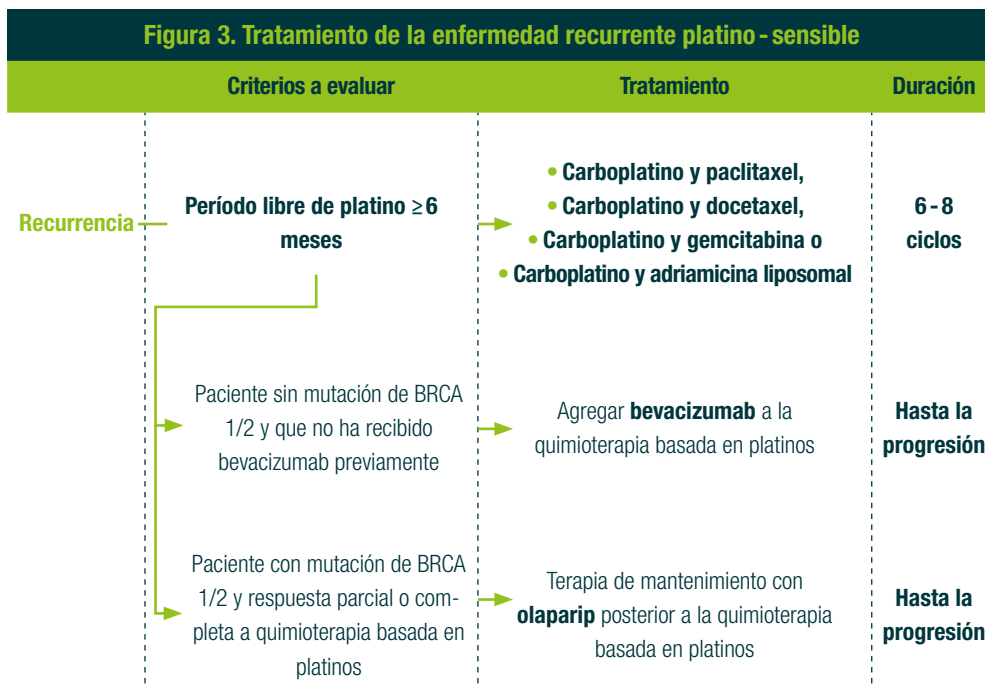 Figura 3. Tratamiento de la enfermedad recurrente platino - sensible
Criterios a evaluar
Tratamiento
Duración
Recurrencia
Período libre de platino ≥ 6
meses
• Carboplatino y paclitaxel,
• Carboplatino y docetaxel,
• Carboplatino y gemcitabina o
• Carboplatino y adriamicina liposomal
6 - 8
ciclos
Paciente sin mutación de BRCA
1/2 y que no ha recibido
bevacizumab previamente
Agregar bevacizumab a la
quimioterapia basada en platinos
Hasta la
progresión
Paciente con mutación de BRCA
1/2 y respuesta parcial o com-
pleta a quimioterapia basada en
platinos
Terapia de mantenimiento con
olaparip posterior a la quimioterapia
basada en platinos
Hasta la
progresión